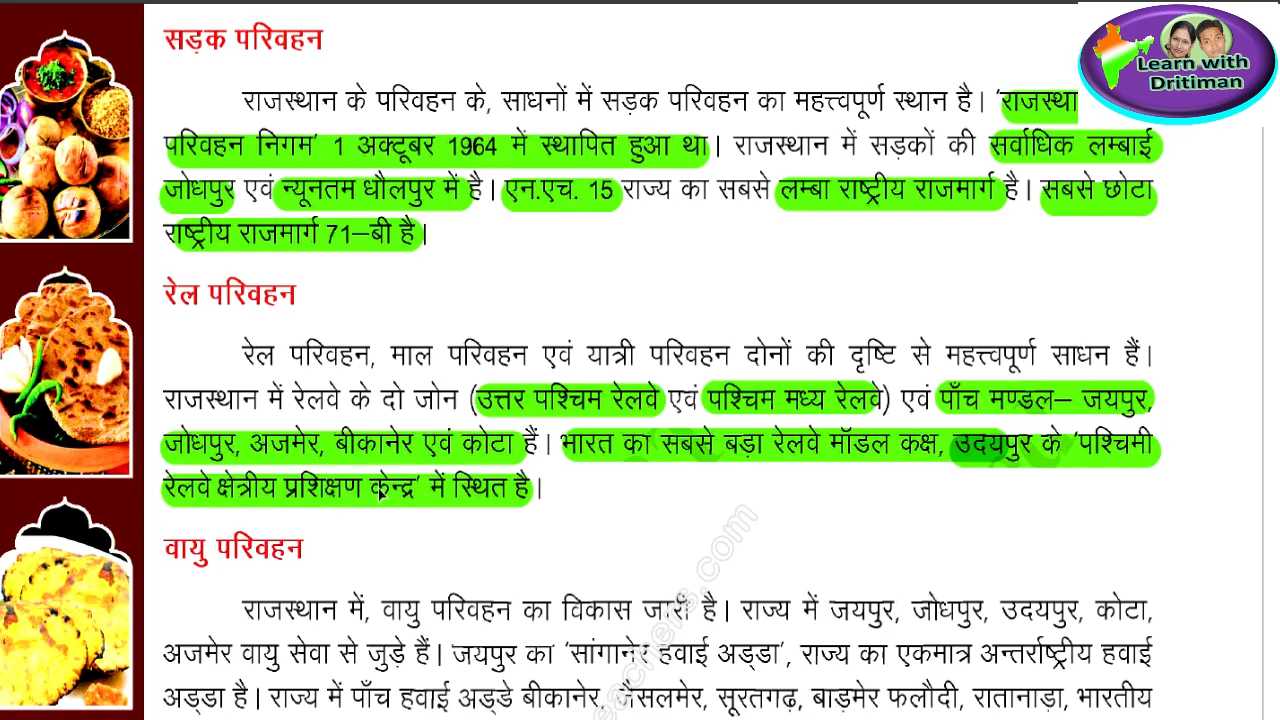 सड़क परिवहन
Learn with
Dritiman
राजस्थान के परिवहन के, साधनों में सड़क परिवहन का महत्त्वपूर्ण स्थान है। 'राजस्था
परिवहन निगम' 1 अक्टूबर 1964 में स्थापित हुआ था। राजस्थान में सड़कों की सर्वाधिक लम्बाई
जोधपुर एवं न्यूनतम धौलपुर में है। एन.एच. 15 राज्य का सबसे लम्बा राष्ट्रीय राजमार्ग है। सबसे छोटा
राष्ट्रीय राजमार्ग 71–बी है।
रेल परिवहन
रेल परिवहन, माल परिवहन एवं यात्री परिवहन दोनों की दृष्टि से महत्त्वपूर्ण साधन हैं।
राजस्थान में रेलवे के दो जोन (उत्तर पश्चिम रेलवे एवं पश्चिम मध्य रेलवे) एवं पाँच मण्डल– जयपुर,
जोधपुर, अजमेर, बीकानेर एवं कोटा हैं। भारत का सबसे बड़ा रेलवे मॉडल कक्ष, उदयपुर के 'पश्चिमी
रेलवे क्षेत्रीय प्रशिक्षण केन्द्र' में स्थित है।
वायु परिवहन
राजस्थान में, वायु परिवहन का विकास जारी है। राज्य में जयपुर, जोधपुर, उदयपुर, कोटा,
अजमेर वायु सेवा से जुड़े हैं। जयपुर का 'सांगानेर हवाई अड्डा', राज्य का एकमात्र अन्तर्राष्ट्रीय हवाई
अड्डा है। राज्य में पाँच हवाई अड्डे बीकानेर, जैसलमेर, सूरतगढ़, बाड़मेर फलौदी, रातानाड़ा, भारतीय